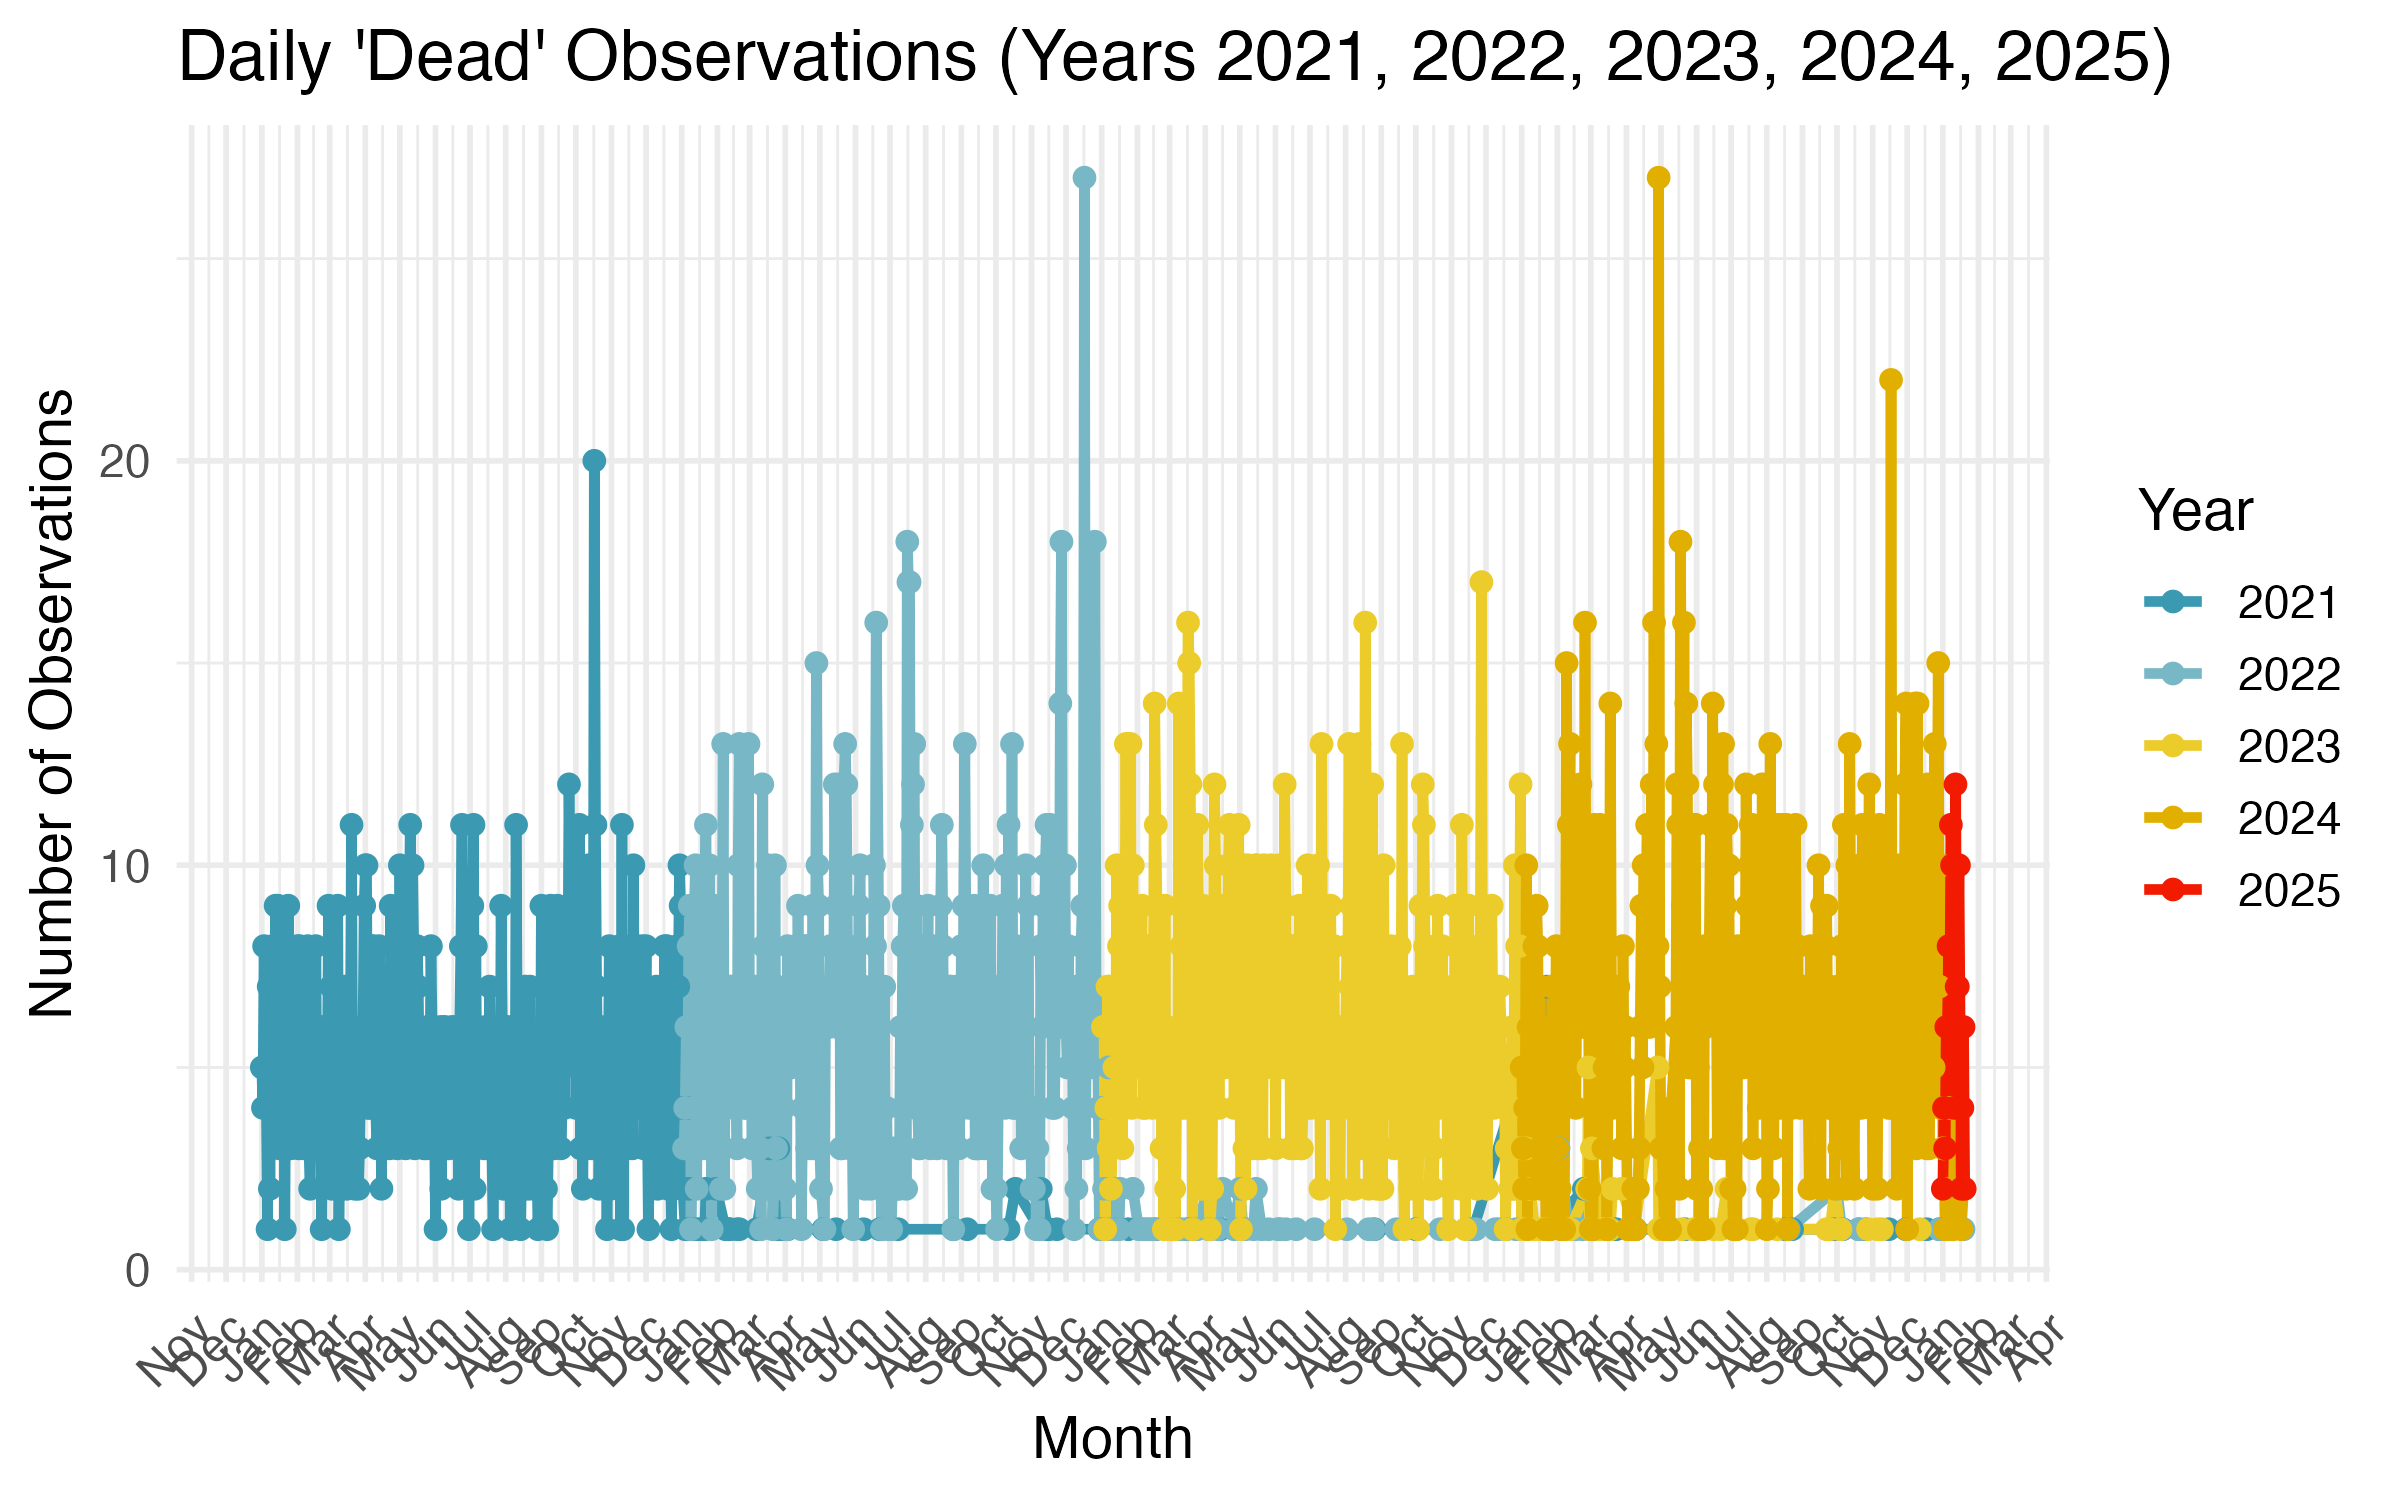 Daily 'Dead' Observations (Years 2021, 2022, 2023, 2024, 2025)
Number of Observations
20
10
0
Nov Dec Jan Feb Mar Apr May Jun Jul Aug Sep Oct Nov Dec Jan Feb Mar Apr May Jun Jul Aug Sep Oct Nov Dec Jan Feb Mar Apr May Jun Jul Aug Sep Oct Nov Dec Jan Feb Mar Apr May Jun Jul Aug Sep Oct Nov Dec Jan Feb Mar Apr
Month
Year
2021
2022
2023
2024
2025